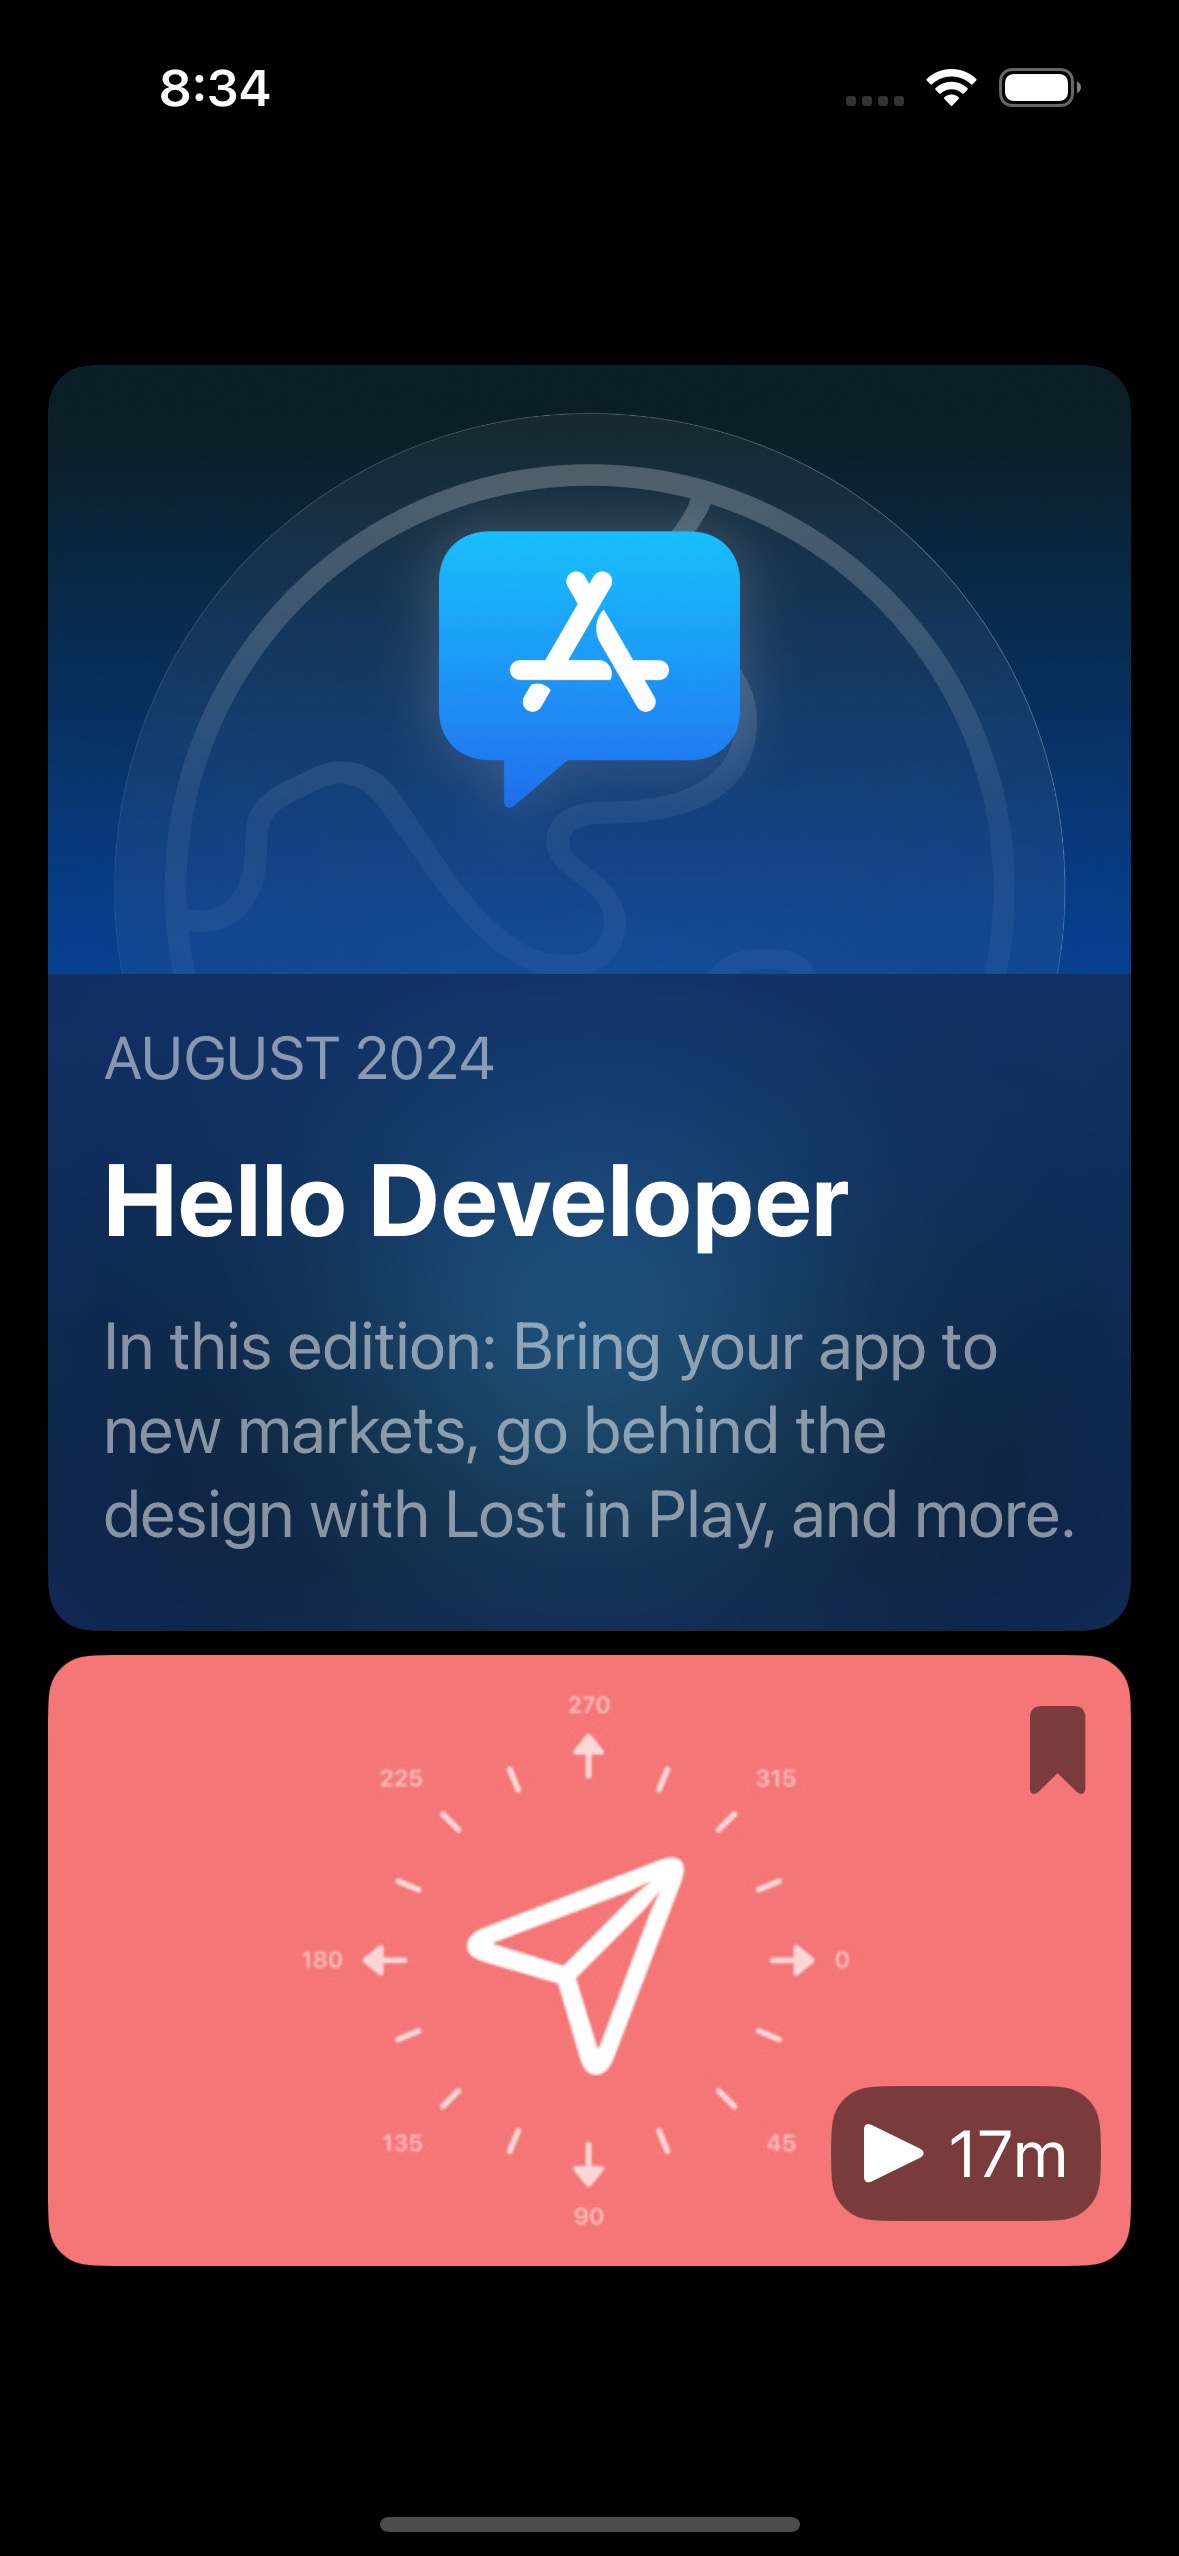 8:34
AUGUST 2024
Hello Developer
In this edition: Bring your app to
new markets, go behind the
design with Lost in Play, and more.
270
225
315
180
0
135
45
90
17m